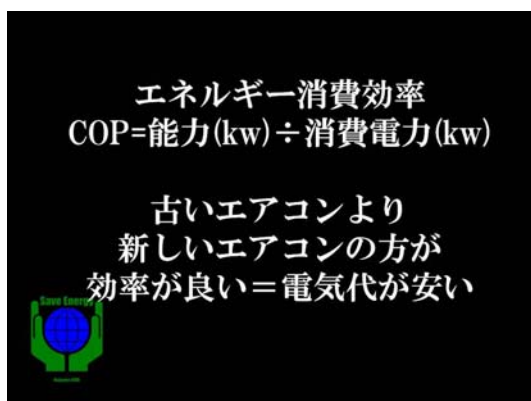 エネルギー消費効率
COP=能力(kw)÷消費電力(kw)
古いエアコンより
新しいエアコンの方が
効率が良い＝電気代が安い
Save Energy